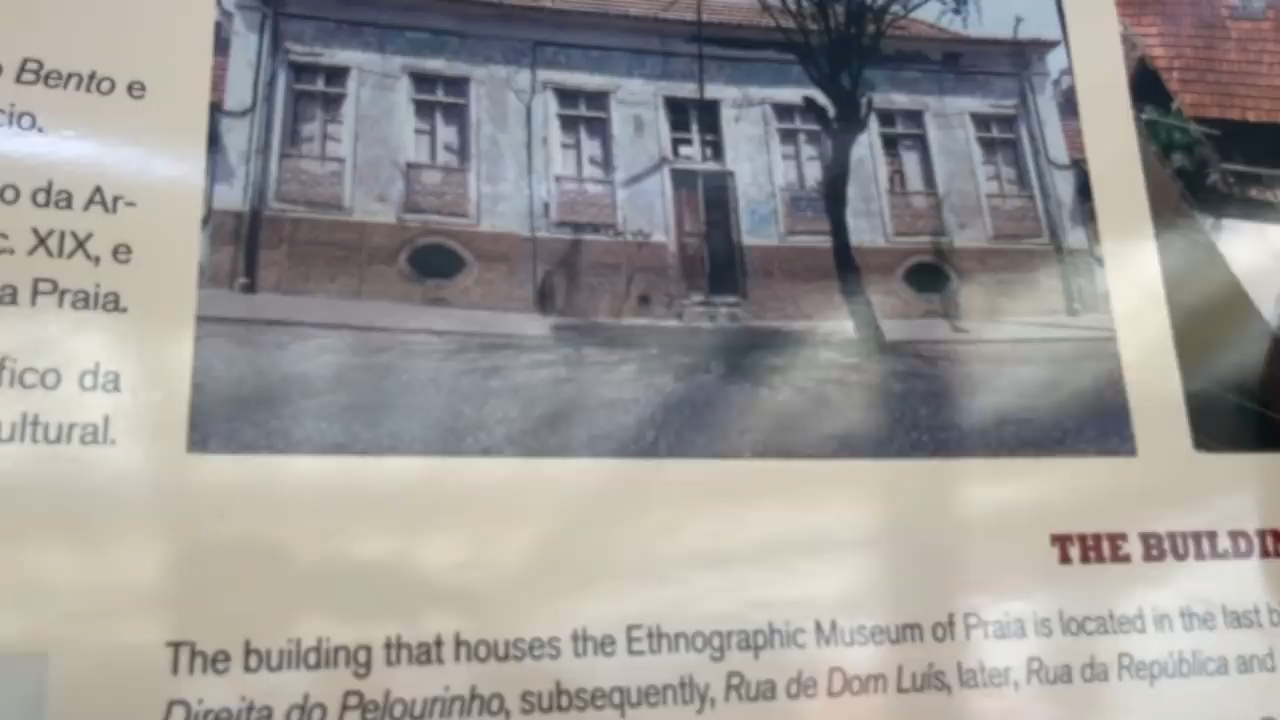 Bento e
cio.
o da Ar-
c. XIX, e
a Praia.
fico da
ultural.
THE BUILDIN
The building that houses the Ethnographic Museum of Praia is located in the last b
Direita do Pelourinho, subsequently, Rua de Dom Luís, later, Rua da República and